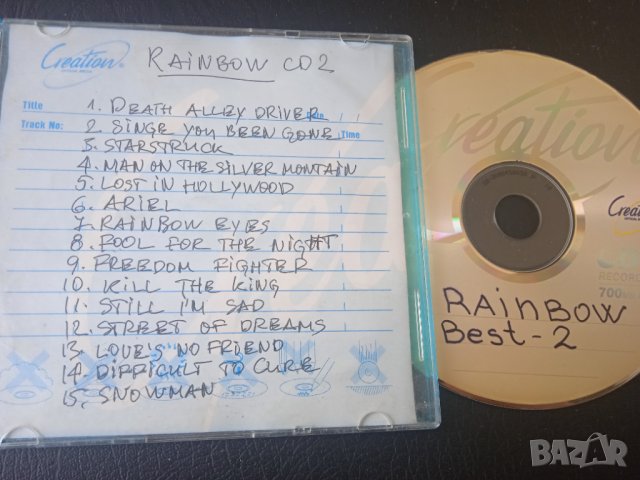 Creation
RAINBOW CD2
Title
Track No:
Time
1. DEATH ALLEY DRIVER
2. SINSE YOU BEEN GONE
3. STARSTRUCK
4. MAN ON THE SILVER MONTAIN
5. LOST IN HOLLYWOOD
6. ARIEL
7. RAINBOW EYES
8. FOOL FOR THE NIGHT
9. FREEDOM FIGHTER
10. KILL THE KING
11. STILL I'M SAD
12. STREET OF DREAMS
13. LOVE'S NO FRIEND
14. DIFFICULT TO CURE
15. SNOWMAN
Creation
Creation
RECOR
700
RAINBOW
Best-2
BAZAR